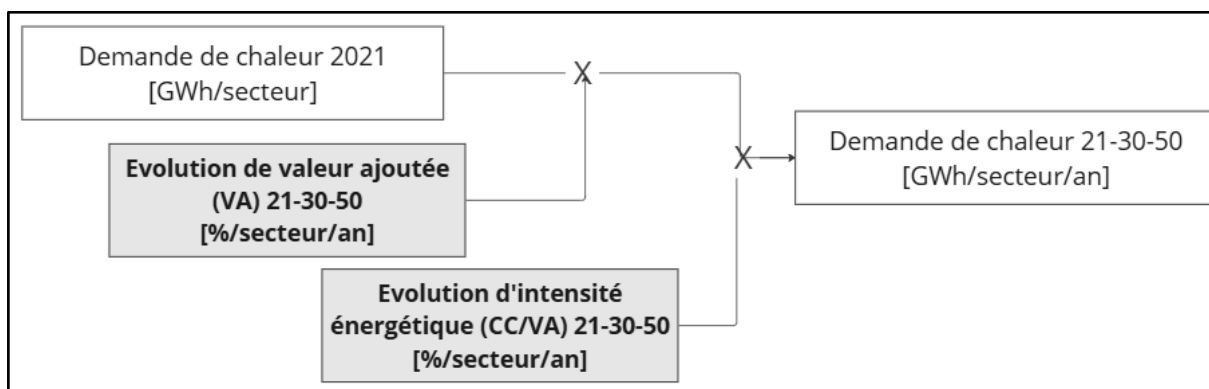 Demande de chaleur 2021
[GWh/secteur]
X
Evolution de valeur ajoutée
(VA) 21-30-50
[%/secteur/an]
X
Demande de chaleur 21-30-50
[GWh/secteur/an]
Evolution d'intensité
énergétique (CC/VA) 21-30-50
[%/secteur/an]